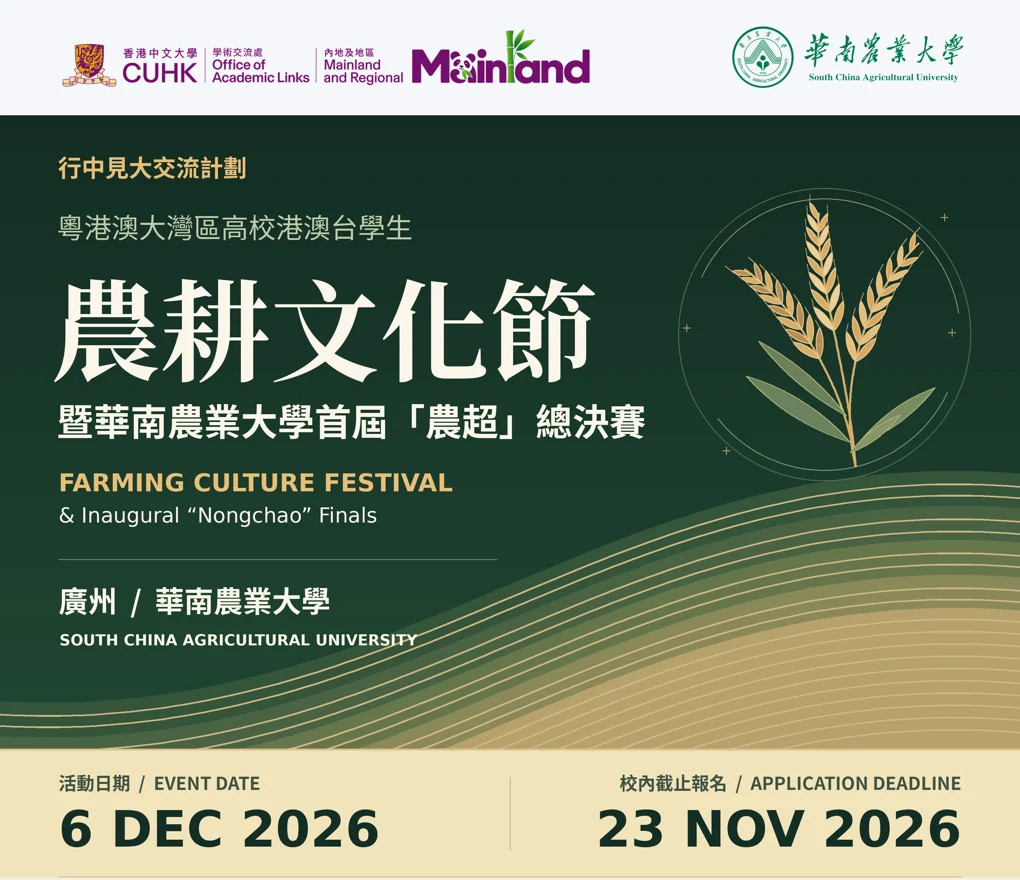 香港中文大學
CUHK
學術交流處
Office of
Academic Links
內地及地區
Mainland
and Regional
Mainland
華南農業大學
South China Agricultural University
行中見大交流計劃
粵港澳大灣區高校港澳台學生
農耕文化節
暨華南農業大學首屆「農超」總決賽
FARMING CULTURE FESTIVAL
& Inaugural “Nongchao” Finals
廣州 / 華南農業大學
SOUTH CHINA AGRICULTURAL UNIVERSITY
活動日期 / EVENT DATE
6 DEC 2026
校內截止報名 / APPLICATION DEADLINE
23 NOV 2026